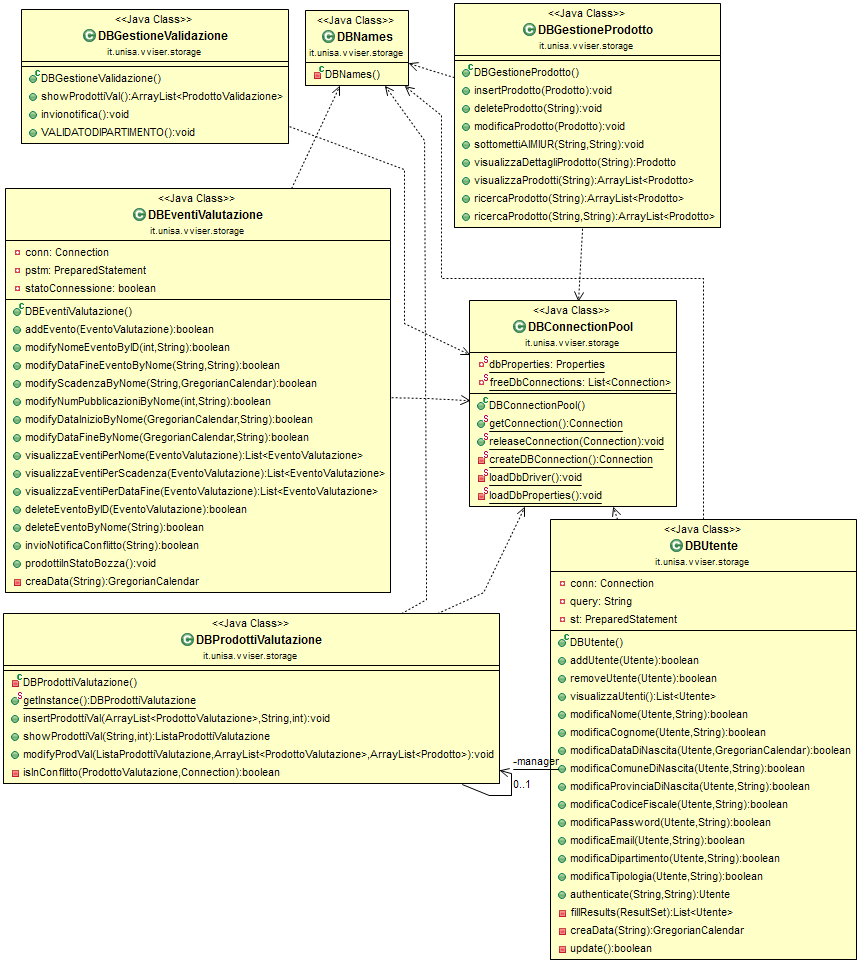 <<Java Class>>
DBGestioneValidazione
it.unisa.vviser.storage
DBGestioneValidazione()
showProdottiVal():ArrayList<ProdottoValidazione>
invionotifica():void
VALIDATODIPARTIMENTO():void
<<Java Class>>
DBNames
it.unisa.vviser.storage
DBNames()
<<Java Class>>
DBGestioneProdotto
it.unisa.vviser.storage
DBGestioneProdotto()
insertProdotto(Prodotto):void
deleteProdotto(String):void
modificaProdotto(Prodotto):void
sottomettiAlMIUR(String,String):void
visualizzaDettagliProdotto(String):Prodotto
visualizzaProdotti(String):ArrayList<Prodotto>
ricercaProdotto(String):ArrayList<Prodotto>
ricercaProdotto(String,String):ArrayList<Prodotto>
<<Java Class>>
DBEventiValutazione
it.unisa.vviser.storage
conn: Connection
pstm: PreparedStatement
statoConnessione: boolean
DBEventiValutazione()
addEvento(EventoValutazione):boolean
modifyNomeEventoByID(int,String):boolean
modifyDataFineEventoByNome(String,String):boolean
modifyScadenzaByNome(String,GregorianCalendar):boolean
modifyNumPubblicazioniByNome(int,String):boolean
modifyDataInizioByNome(GregorianCalendar,String):boolean
modifyDataFineByNome(GregorianCalendar,String):boolean
visualizzaEventiPerNome(EventoValutazione):List<EventoValutazione>
visualizzaEventiPerScadenza(EventoValutazione):List<EventoValutazione>
visualizzaEventiPerDataFine(EventoValutazione):List<EventoValutazione>
deleteEventoByID(EventoValutazione):boolean
deleteEventoByNome(String):boolean
invioNotificaConflitto(String):boolean
prodottiInStatoBozza():void
creaData(String):GregorianCalendar
<<Java Class>>
DBConnectionPool
it.unisa.vviser.storage
dbProperties: Properties
freeDbConnections: List<Connection>
DBConnectionPool()
getConnection():Connection
releaseConnection(Connection):void
createDBConnection():Connection
loadDbDriver():void
loadDbProperties():void
<<Java Class>>
DBProdottiValutazione
it.unisa.vviser.storage
DBProdottiValutazione()
getInstance():DBProdottiValutazione
insertProdottiVal(ArrayList<ProdottoValutazione>,String,int):void
showProdottiVal(String,int):ListaProdottiValutazione
modifyProdVal(ListaProdottiValutazione,ArrayList<ProdottoValutazione>,ArrayList<Prodotto>):void
isInConflitto(ProdottoValutazione,Connection):boolean
-manager
0..1
<<Java Class>>
DBUtente
it.unisa.vviser.storage
conn: Connection
query: String
st: PreparedStatement
DBUtente()
addUtente(Utente):boolean
removeUtente(Utente):boolean
visualizzaUtenti():List<Utente>
modificaNome(Utente,String):boolean
modificaCognome(Utente,String):boolean
modificaDataDiNascita(Utente,GregorianCalendar):boolean
modificaComuneDiNascita(Utente,String):boolean
modificaProvinciaDiNascita(Utente,String):boolean
modificaCodiceFiscale(Utente,String):boolean
modificaPassword(Utente,String):boolean
modificaEmail(Utente,String):boolean
modificaDipartimento(Utente,String):boolean
modificaTipologia(Utente,String):boolean
authenticate(String,String):Utente
fillResults(ResultSet):List<Utente>
creaData(String):GregorianCalendar
update():boolean